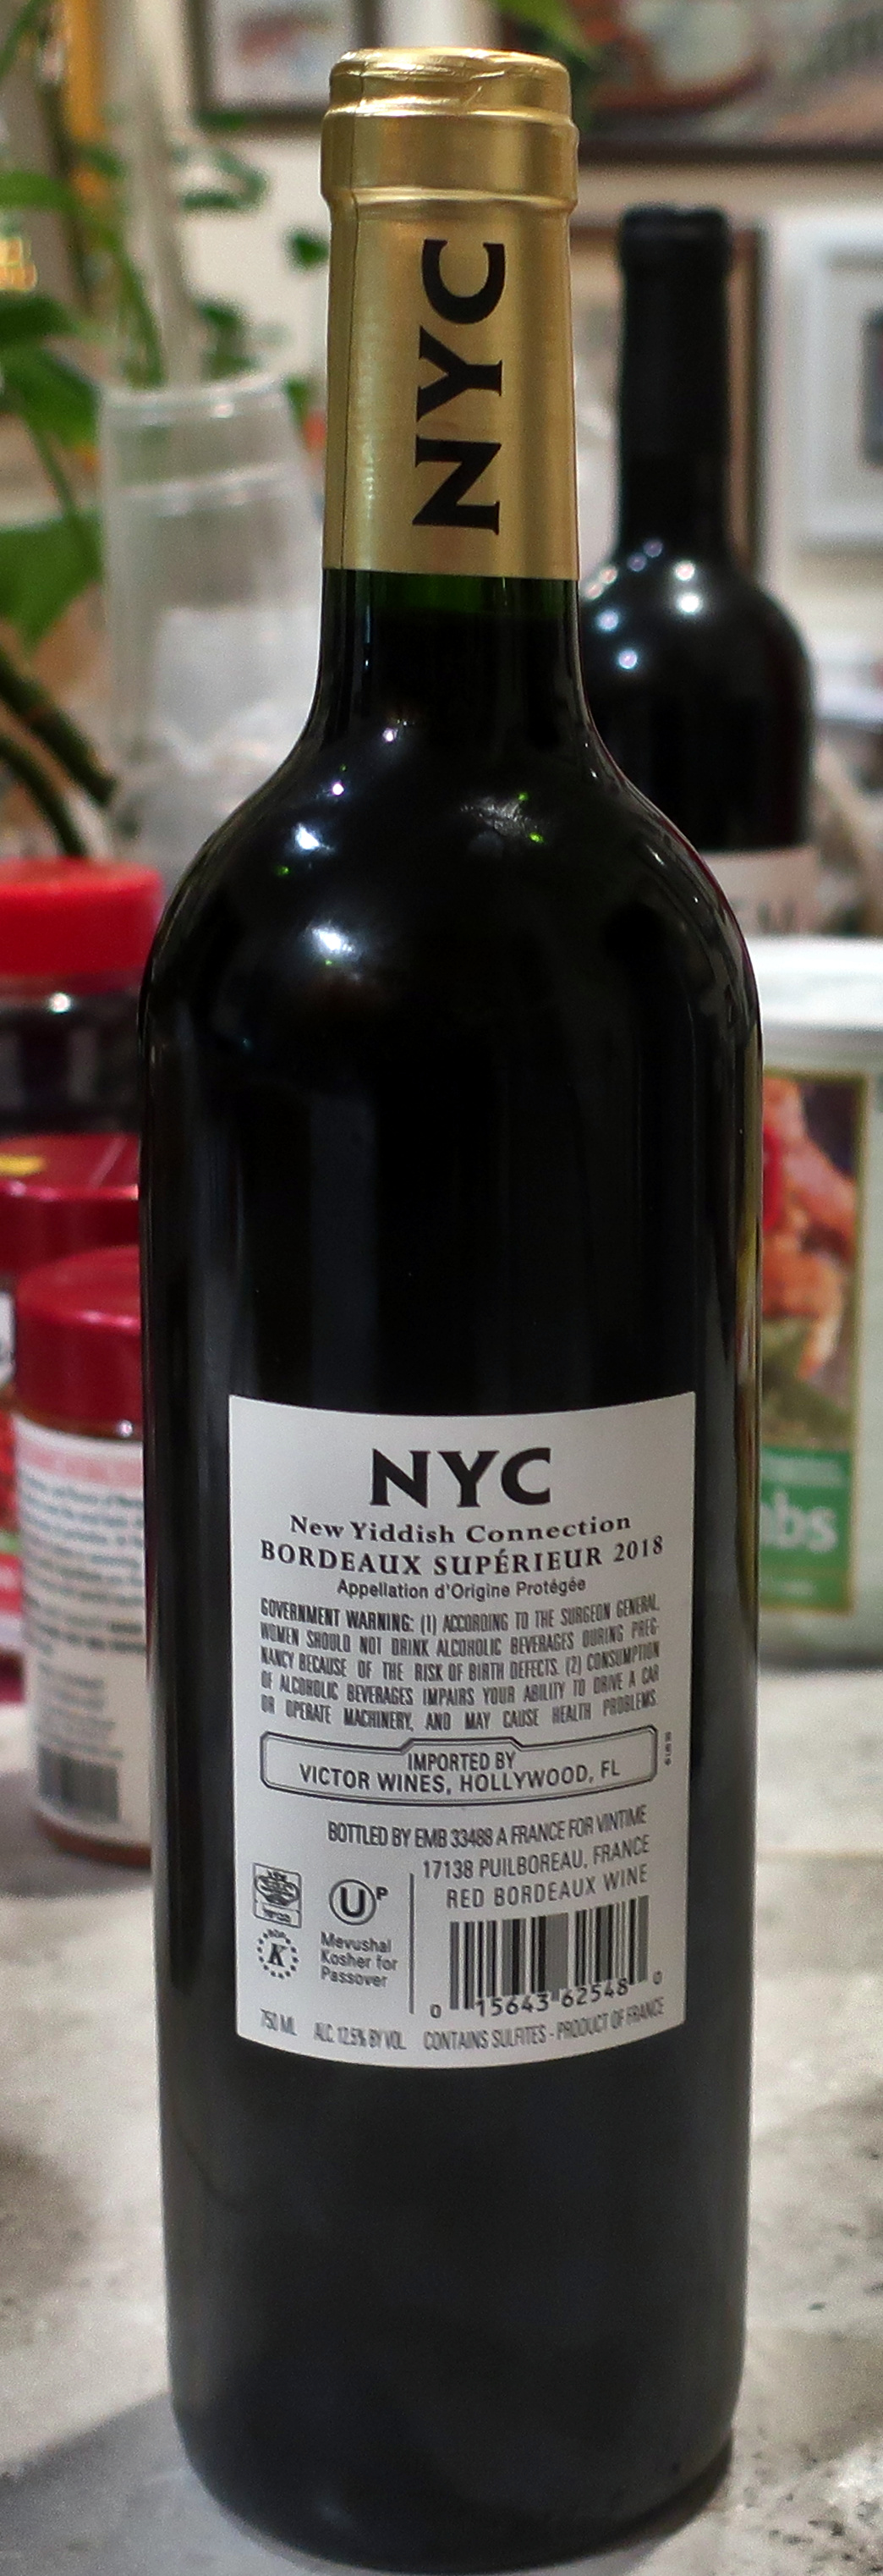 NYC
NYC
New Yiddish Connection
BORDEAUX SUPÉRIEUR 2018
Appellation d'Origine Protégée
GOVERNMENT WARNING: (1) ACCORDING TO THE SURGEON GENERAL,
WOMEN SHOULD NOT DRINK ALCOHOLIC BEVERAGES DURING PREG-
NANCY BECAUSE OF THE RISK OF BIRTH DEFECTS. (2) CONSUMPTION
OF ALCOHOLIC BEVERAGES IMPAIRS YOUR ABILITY TO DRIVE A CAR
OR OPERATE MACHINERY, AND MAY CAUSE HEALTH PROBLEMS.
IMPORTED BY
VICTOR WINES, HOLLYWOOD, FL
BOTTLED BY EMB 33488 A FRANCE FOR VINTIME
17138 PUILBOREAU, FRANCE
RED BORDEAUX WINE
K
U P
Mevushal
Kosher for
Passover
0 15643 62548 0
750 ML ALC. 12.5% BY VOL. CONTAINS SULFITES - PRODUCT OF FRANCE